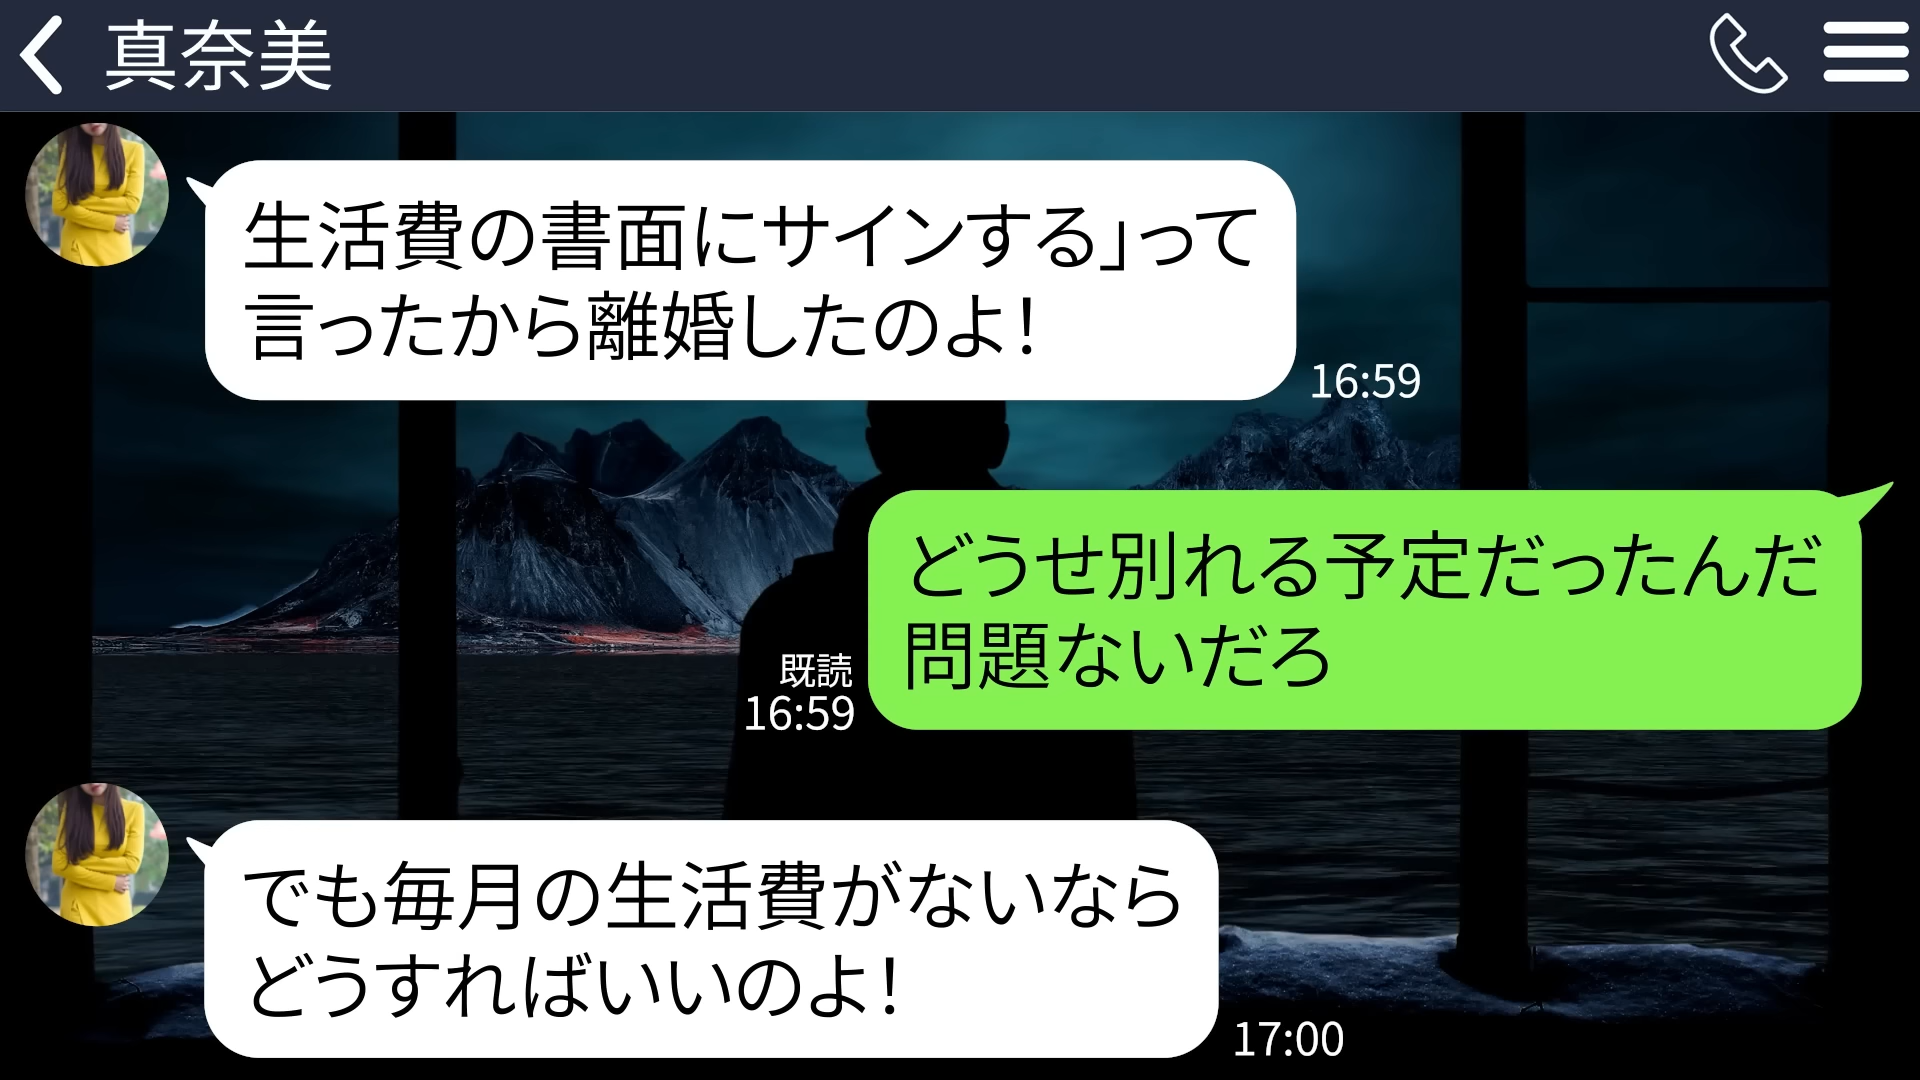 真奈美
生活費の書面にサインする」って
言ったから離婚したのよ!
16:59
どうせ別れる予定だったんだ
問題ないだろ
既読
16:59
でも毎月の生活費がないなら
どうすればいいのよ!
17:00